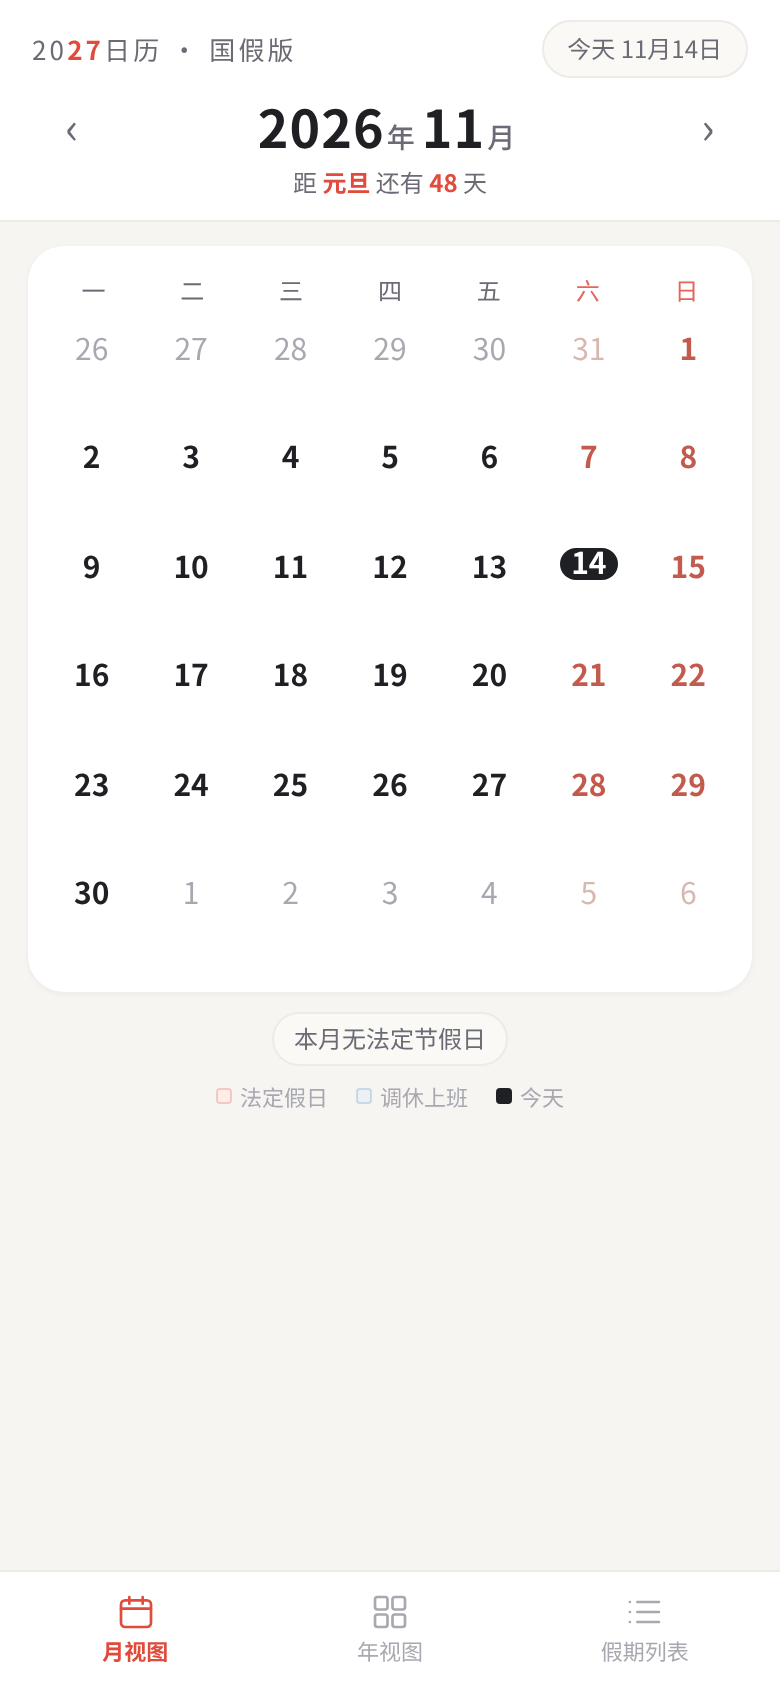 2027日历 · 国假版
今天 11月14日
‹
2026年 11月
›
距 元旦 还有 48 天
一 二 三 四 五 六 日
26 27 28 29 30 31 1
2 3 4 5 6 7 8
9 10 11 12 13 14 15
16 17 18 19 20 21 22
23 24 25 26 27 28 29
30 1 2 3 4 5 6
本月无法定节假日
法定假日 调休上班 今天
月视图 年视图 假期列表